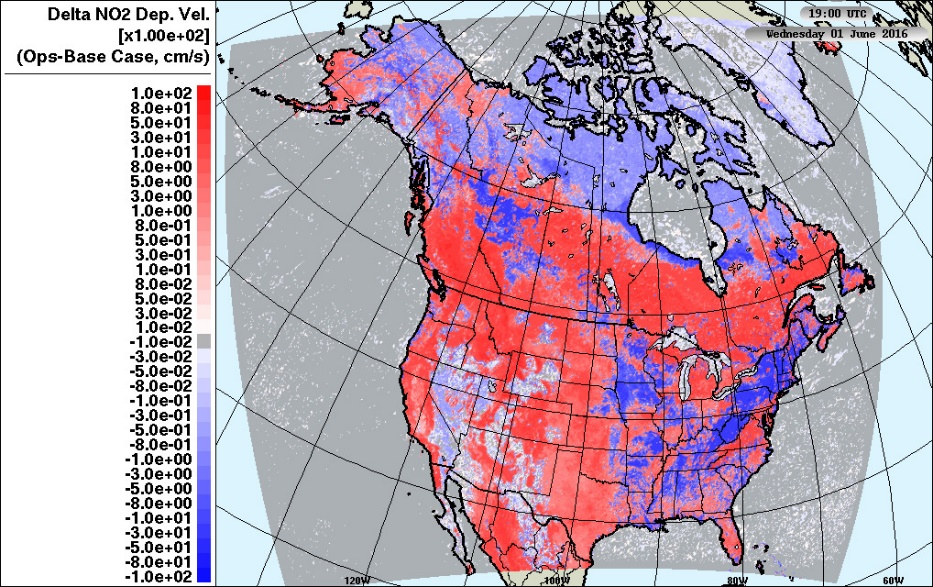 Delta NO2 Dep. Vel.
[x1.00e+02]
(Ops-Base Case, cm/s)
1.0e+02
8.0e+01
5.0e+01
3.0e+01
1.0e+01
8.0e+00
5.0e+00
3.0e+00
1.0e+00
8.0e-01
5.0e-01
3.0e-01
1.0e-01
8.0e-02
5.0e-02
3.0e-02
1.0e-02
-1.0e-02
-3.0e-02
-5.0e-02
-8.0e-02
-1.0e-01
-3.0e-01
-5.0e-01
-8.0e-01
-1.0e+00
-3.0e+00
-5.0e+00
-8.0e+00
-1.0e+01
-3.0e+01
-5.0e+01
-1.0e+02
19:00 UTC
Wednesday 01 June 2016
120W
100W
80W
60W